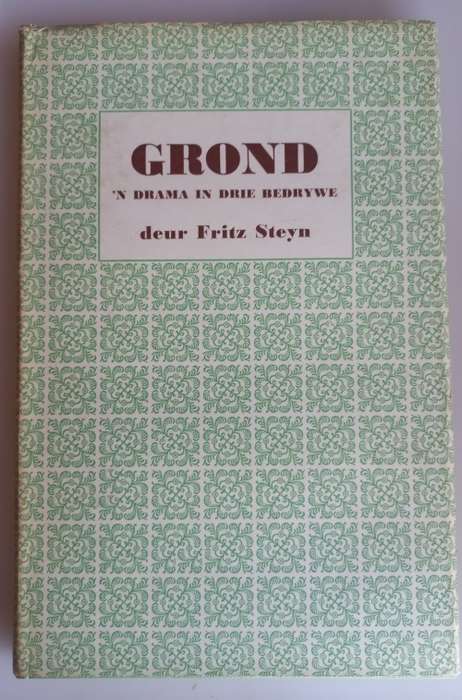 GROND
'N DRAMA IN DRIE BEDRYWE
deur Fritz Steyn